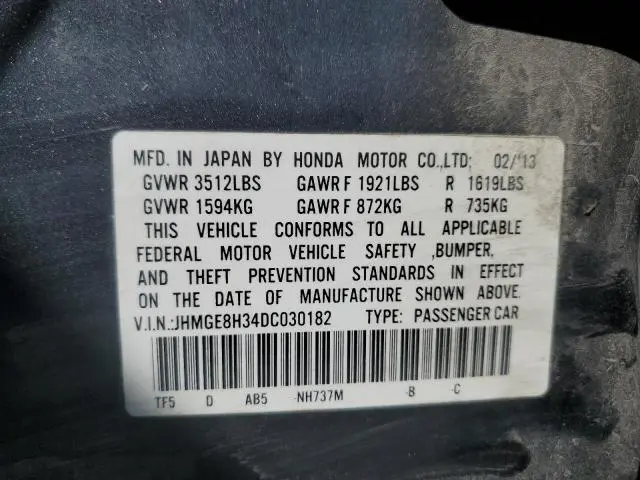 MFD. IN JAPAN BY HONDA MOTOR CO.,LTD; 02/'13
GVWR 3512LBS GAWR F 1921LBS R 1619LBS
GVWR 1594KG GAWR F 872KG R 735KG
THIS VEHICLE CONFORMS TO ALL APPLICABLE
FEDERAL MOTOR VEHICLE SAFETY ,BUMPER,
AND THEFT PREVENTION STANDARDS IN EFFECT
ON THE DATE OF MANUFACTURE SHOWN ABOVE.
V.I.N.:JHMGE8H34DC030182 TYPE: PASSENGER CAR
TF5 D AB5 -NH737M -B -C